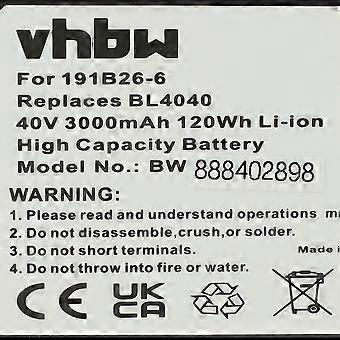 vhbw
For 191B26-6
Replaces BL4040
40V 3000mAh 120Wh Li-ion
High Capacity Battery
Model No.: BW 888402898
WARNING:
1. Please read and understand operations
2. Do not disassemble,crush,or solder.
3. Do not short terminals.
4. Do not throw into fire or water.
Made i
CE
UK
CA